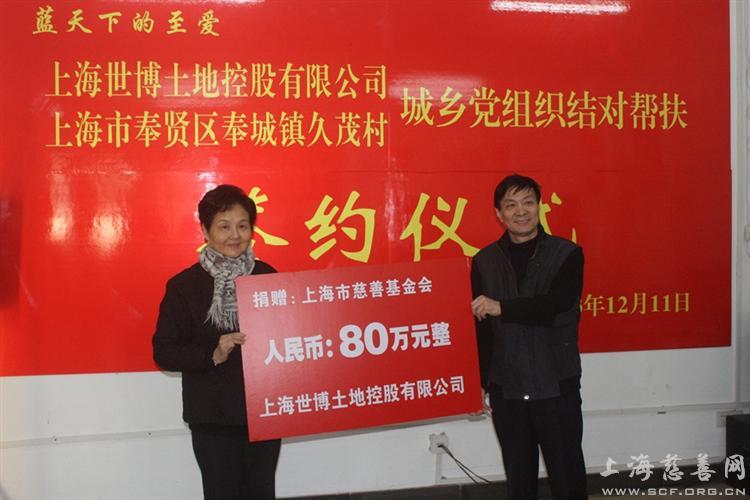 蓝天下的至爱
上海世博土地控股有限公司
上海市奉贤区奉城镇久茂村
城乡党组织结对帮扶
签约仪式
年12月11日
捐赠：上海市慈善基金会
人民币：80万元整
上海世博土地控股有限公司
上海慈善网
WWW.SCF.ORG.CN